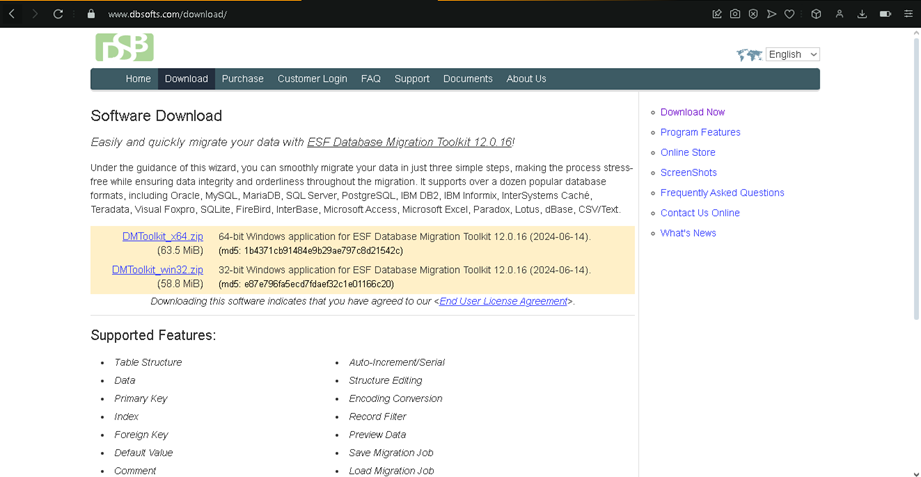 www.dbsofts.com/download/
DSB
English
Home Download Purchase Customer Login FAQ Support Documents About Us
Software Download
Easily and quickly migrate your data with ESF Database Migration Toolkit 12.0.16!
Under the guidance of this wizard, you can smoothly migrate your data in just three simple steps, making the process stress-
free while ensuring data integrity and orderliness throughout the migration. It supports over a dozen popular database
formats, including Oracle, MySQL, MariaDB, SQL Server, PostgreSQL, IBM DB2, IBM Informix, InterSystems Caché,
Teradata, Visual Foxpro, SQLite, FireBird, InterBase, Microsoft Access, Microsoft Excel, Paradox, Lotus, dBase, CSV/Text.
DMToolkit_x64.zip 64-bit Windows application for ESF Database Migration Toolkit 12.0.16 (2024-06-14).
(63.5 MiB) (md5: 1b4371cb91484e9b29ae797c8d21542c)
DMToolkit_win32.zip 32-bit Windows application for ESF Database Migration Toolkit 12.0.16 (2024-06-14).
(58.8 MiB) (md5: e87e796fa5ecd7fdaef32c1e01166c20)
Downloading this software indicates that you have agreed to our <End User License Agreement>.
Supported Features:
Table Structure
Data
Primary Key
Index
Foreign Key
Default Value
Comment
Auto-Increment/Serial
Structure Editing
Encoding Conversion
Record Filter
Preview Data
Save Migration Job
Load Migration Job
Download Now
Program Features
Online Store
ScreenShots
Frequently Asked Questions
Contact Us Online
What's News